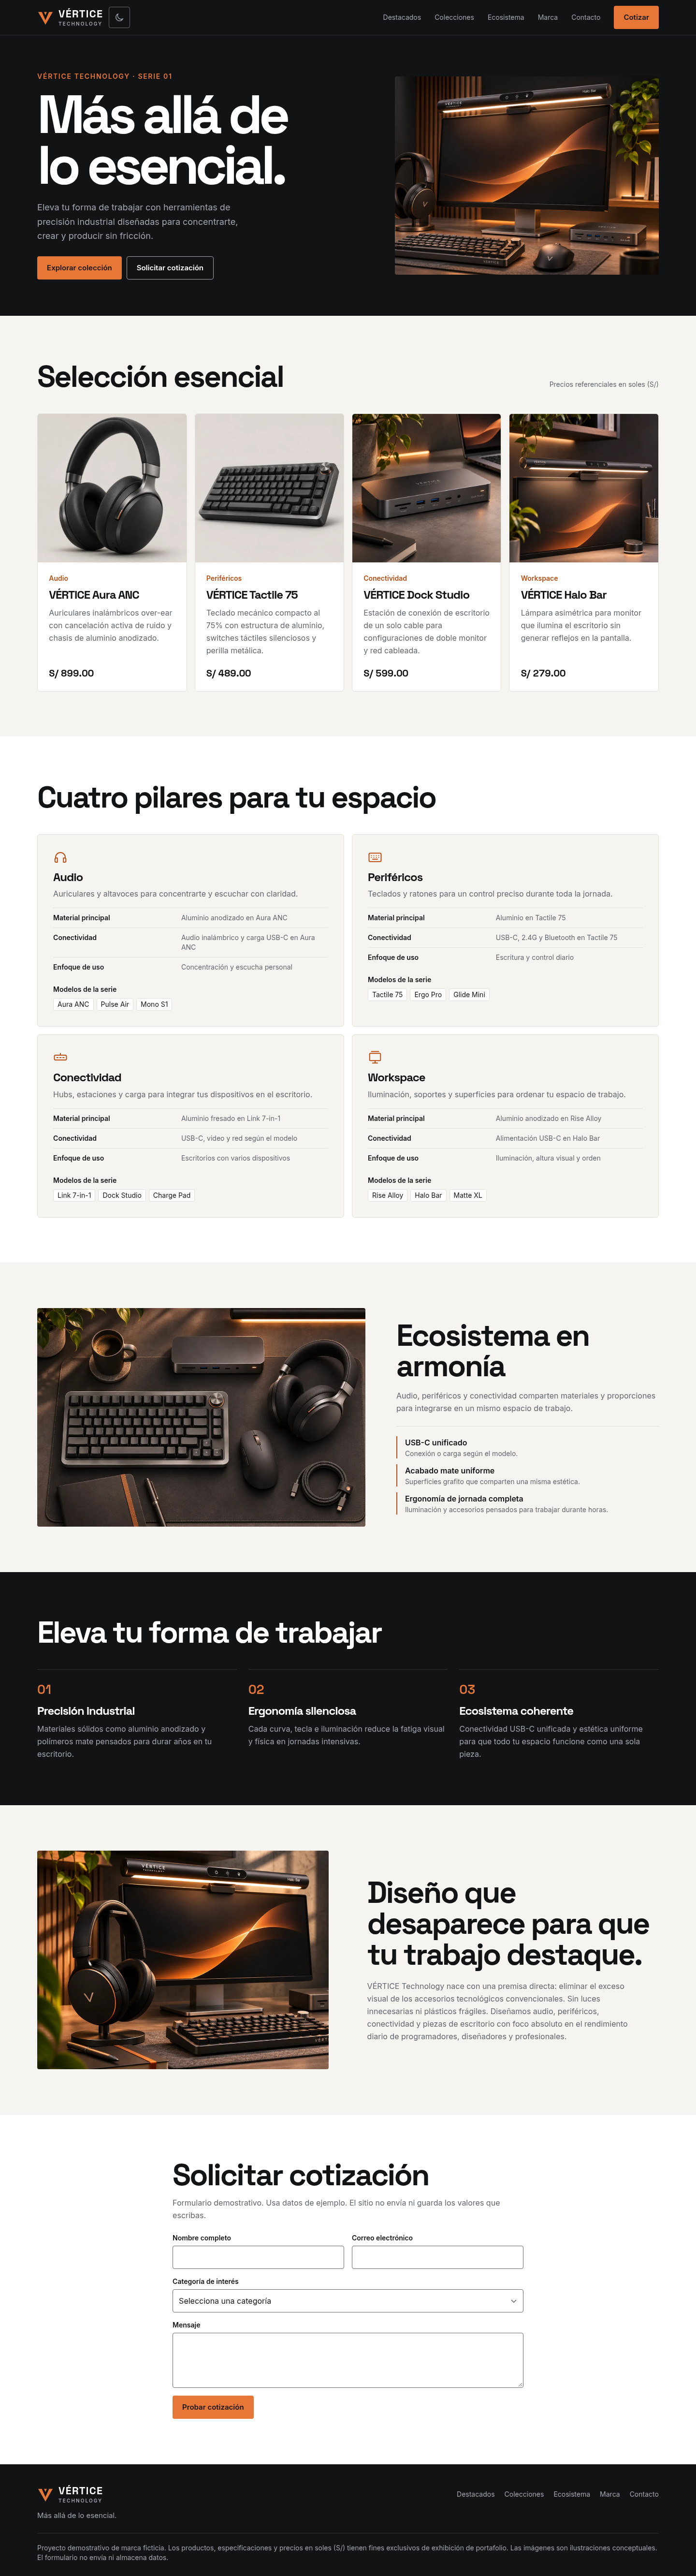 VÉRTICE
TECHNOLOGY
Destacados
Colecciones
Ecosistema
Marca
Contacto
Cotizar
VÉRTICE TECHNOLOGY · SERIE 01
Más allá de
lo esencial.
Eleva tu forma de trabajar con herramientas de
precisión industrial diseñadas para concentrarte,
crear y producir sin fricción.
Explorar colección
Solicitar cotización
Selección esencial
Precios referenciales en soles (S/)
Audio
VÉRTICE Aura ANC
Auriculares inalámbricos over-ear
con cancelación activa de ruido y
chasis de aluminio anodizado.
S/ 899.00
Periféricos
VÉRTICE Tactile 75
Teclado mecánico compacto al
75% con estructura de aluminio,
switches táctiles silenciosos y
perilla metálica.
S/ 489.00
Conectividad
VÉRTICE Dock Studio
Estación de conexión de escritorio
de un solo cable para
configuraciones de doble monitor
y red cableada.
S/ 599.00
Workspace
VÉRTICE Halo Bar
Lámpara asimétrica para monitor
que ilumina el escritorio sin
generar reflejos en la pantalla.
S/ 279.00
Cuatro pilares para tu espacio
Audio
Auriculares y altavoces para concentrarte y escuchar con claridad.
Material principal
Aluminio anodizado en Aura ANC
Conectividad
Audio inalámbrico y carga USB-C en Aura
ANC
Enfoque de uso
Concentración y escucha personal
Modelos de la serie
Aura ANC
Pulse Air
Mono S1
Periféricos
Teclados y ratones para un control preciso durante toda la jornada.
Material principal
Aluminio en Tactile 75
Conectividad
USB-C, 2.4G y Bluetooth en Tactile 75
Enfoque de uso
Escritura y control diario
Modelos de la serie
Tactile 75
Ergo Pro
Glide Mini
Conectividad
Hubs, estaciones y carga para integrar tus dispositivos en el escritorio.
Material principal
Aluminio fresado en Link 7-in-1
Conectividad
USB-C, video y red según el modelo
Enfoque de uso
Escritorios con varios dispositivos
Modelos de la serie
Link 7-in-1
Dock Studio
Charge Pad
Workspace
Iluminación, soportes y superficies para ordenar tu espacio de trabajo.
Material principal
Aluminio anodizado en Rise Alloy
Conectividad
Alimentación USB-C en Halo Bar
Enfoque de uso
Iluminación, altura visual y orden
Modelos de la serie
Rise Alloy
Halo Bar
Matte XL
Ecosistema en
armonía
Audio, periféricos y conectividad comparten materiales y proporciones
para integrarse en un mismo espacio de trabajo.
USB-C unificado
Conexión o carga según el modelo.
Acabado mate uniforme
Superficies grafito que comparten una misma estética.
Ergonomía de jornada completa
Iluminación y accesorios pensados para trabajar durante horas.
Eleva tu forma de trabajar
01
Precisión industrial
Materiales sólidos como aluminio anodizado y
polímeros mate pensados para durar años en tu
escritorio.
02
Ergonomía silenciosa
Cada curva, tecla e iluminación reduce la fatiga visual
y física en jornadas intensivas.
03
Ecosistema coherente
Conectividad USB-C unificada y estética uniforme
para que todo tu espacio funcione como una sola
pieza.
VÉRTICE
Diseño que
desaparece para que
tu trabajo destaque.
VÉRTICE Technology nace con una premisa directa: eliminar el exceso
visual de los accesorios tecnológicos convencionales. Sin luces
innecesarias ni plásticos frágiles. Diseñamos audio, periféricos,
conectividad y piezas de escritorio con foco absoluto en el rendimiento
diario de programadores, diseñadores y profesionales.
Solicitar cotización
Formulario demostrativo. Usa datos de ejemplo. El sitio no envía ni guarda los valores que
escribas.
Nombre completo
Correo electrónico
Categoría de interés
Selecciona una categoría
Mensaje
Probar cotización
VÉRTICE
TECHNOLOGY
Más allá de lo esencial.
Destacados
Colecciones
Ecosistema
Marca
Contacto
Proyecto demostrativo de marca ficticia. Los productos, especificaciones y precios en soles (S/) tienen fines exclusivos de exhibición de portafolio. Las imágenes son ilustraciones conceptuales.
El formulario no envía ni almacena datos.